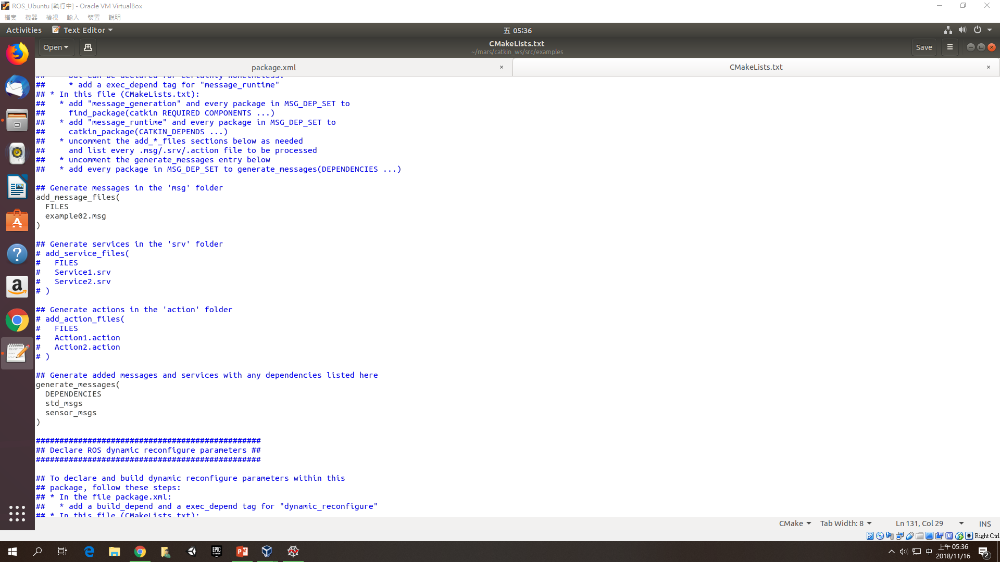 ROS_Ubuntu [執行中] - Oracle VM VirtualBox
檔案 機器 檢視 輸入 裝置 說明
Activities Text Editor 五 05:36
Open CMakeLists.txt Save
~/mars/catkin_ws/src/examples
package.xml × CMakeLists.txt ×
## but can be declared for certainty nonetheless.
##     * add a exec_depend tag for "message_runtime"
## * In this file (CMakeLists.txt):
##   * add "message_generation" and every package in MSG_DEP_SET to
##     find_package(catkin REQUIRED COMPONENTS ...)
##   * add "message_runtime" and every package in MSG_DEP_SET to
##     catkin_package(CATKIN_DEPENDS ...)
##   * uncomment the add_*_files sections below as needed
##     and list every .msg/.srv/.action file to be processed
##   * uncomment the generate_messages entry below
##   * add every package in MSG_DEP_SET to generate_messages(DEPENDENCIES ...)
## Generate messages in the 'msg' folder
add_message_files(
  FILES
  example02.msg
)
## Generate services in the 'srv' folder
# add_service_files(
#   FILES
#   Service1.srv
#   Service2.srv
# )
## Generate actions in the 'action' folder
# add_action_files(
#   FILES
#   Action1.action
#   Action2.action
# )
## Generate added messages and services with any dependencies listed here
generate_messages(
  DEPENDENCIES
  std_msgs
  sensor_msgs
)
################################################
## Declare ROS dynamic reconfigure parameters ##
################################################
## To declare and build dynamic reconfigure parameters within this
## package, follow these steps:
## * In the file package.xml:
##   * add a build_depend and a exec_depend tag for "dynamic_reconfigure"
## * In this file (CMakeLists.txt):
CMake Tab Width: 8 Ln 131, Col 29 INS
Right Ctrl
EPIC GAMES
中 上午 05:36
2018/11/16
2